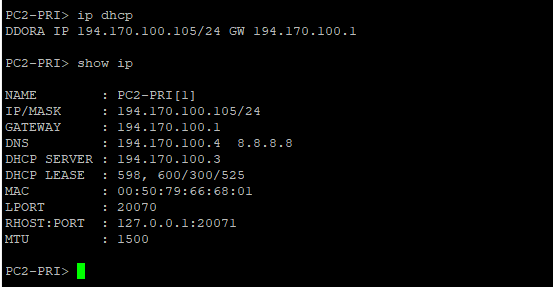 PC2-PRI> ip dhcp
DDORA IP 194.170.100.105/24 GW 194.170.100.1
PC2-PRI> show ip
NAME        : PC2-PRI[1]
IP/MASK     : 194.170.100.105/24
GATEWAY     : 194.170.100.1
DNS         : 194.170.100.4  8.8.8.8
DHCP SERVER : 194.170.100.3
DHCP LEASE  : 598, 600/300/525
MAC         : 00:50:79:66:68:01
LPORT       : 20070
RHOST:PORT  : 127.0.0.1:20071
MTU         : 1500
PC2-PRI>